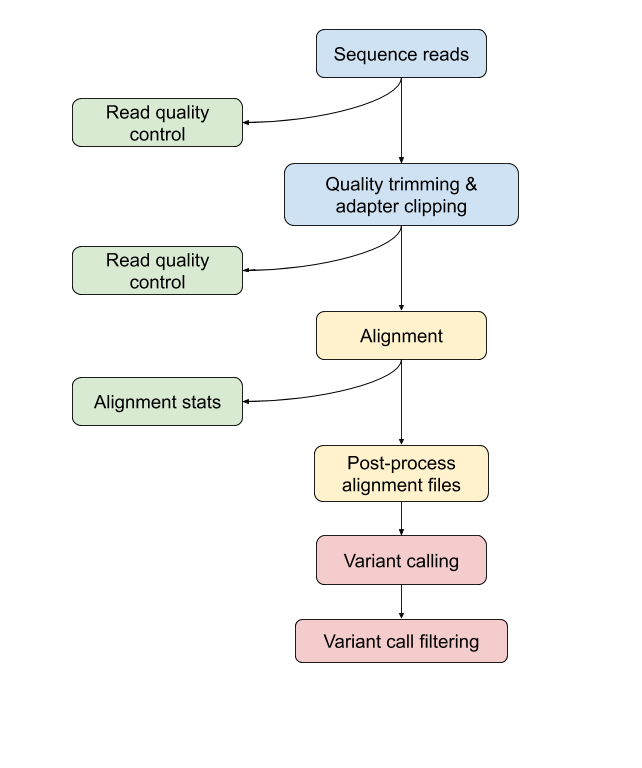 Sequence reads
Read quality
control
Quality trimming &
adapter clipping
Read quality
control
Alignment
Alignment stats
Post-process
alignment files
Variant calling
Variant call filtering